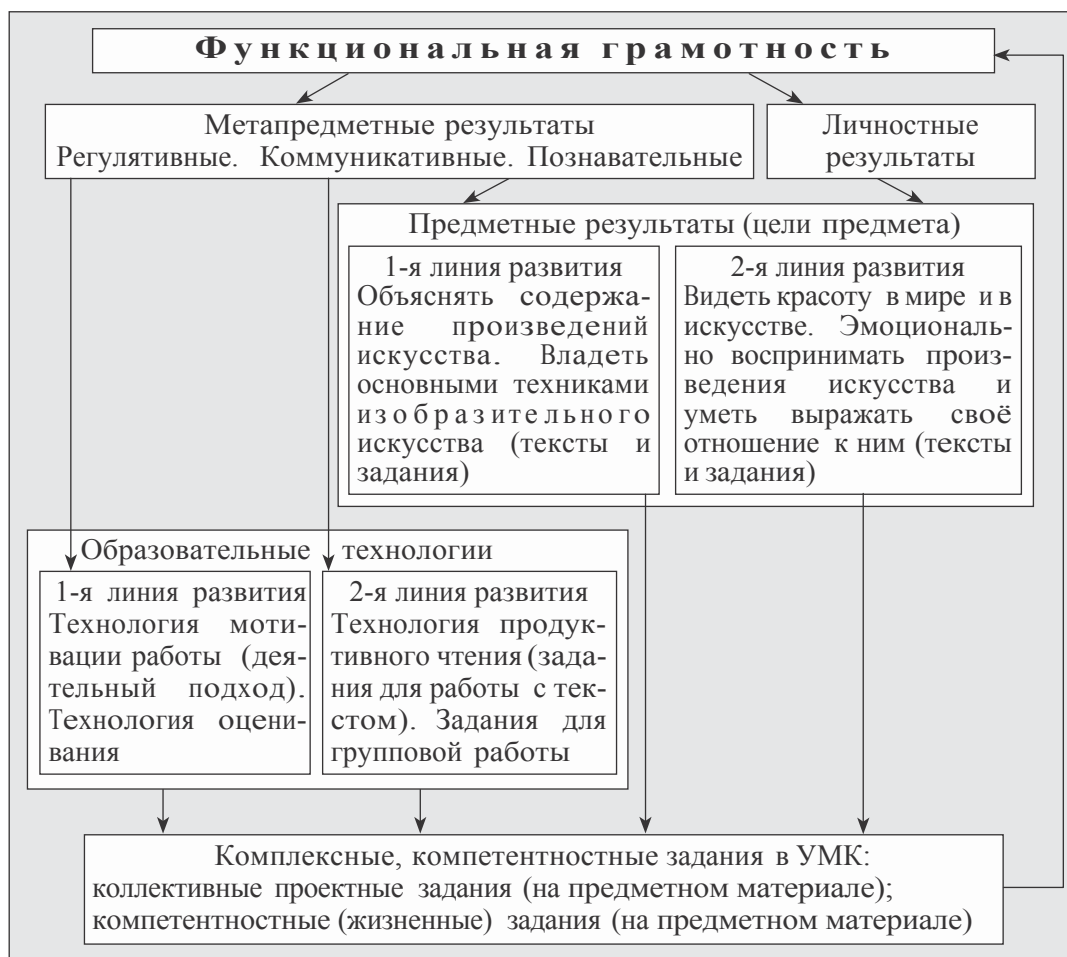 Функциональная грамотность
Метапредметные результаты
Регулятивные. Коммуникативные. Познавательные
Личностные
результаты
Предметные результаты (цели предмета)
1-я линия развития
Объяснять содержа-
ние произведений
искусства. Владеть
основными техниками
изобразительного
искусства (тексты и
задания)
2-я линия развития
Видеть красоту в мире и в
искусстве. Эмоциональ-
но воспринимать произ-
ведения искусства и
уметь выражать своё
отношение к ним (тексты
и задания)
Образовательные технологии
1-я линия развития
Технология моти-
вации работы (дея-
тельный подход).
Технология оцени-
вания
2-я линия развития
Технология продук-
тивного чтения (зада-
ния для работы с тек-
стом). Задания для
групповой работы
Комплексные, компетентностные задания в УМК:
коллективные проектные задания (на предметном материале);
компетентностные (жизненные) задания (на предметном материале)